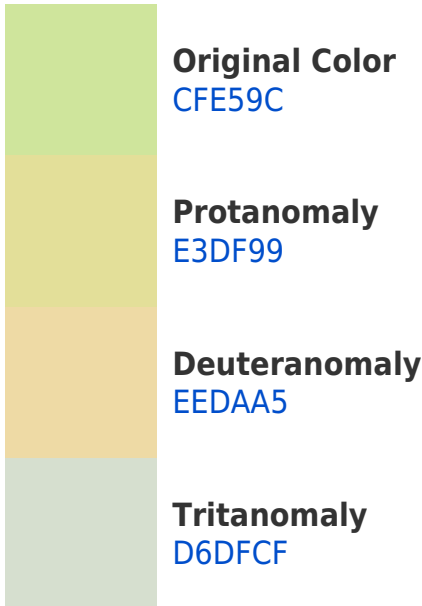 Original Color
CFE59C
Protanomaly
E3DF99
Deuteranomaly
EEDAA5
Tritanomaly
D6DFCF